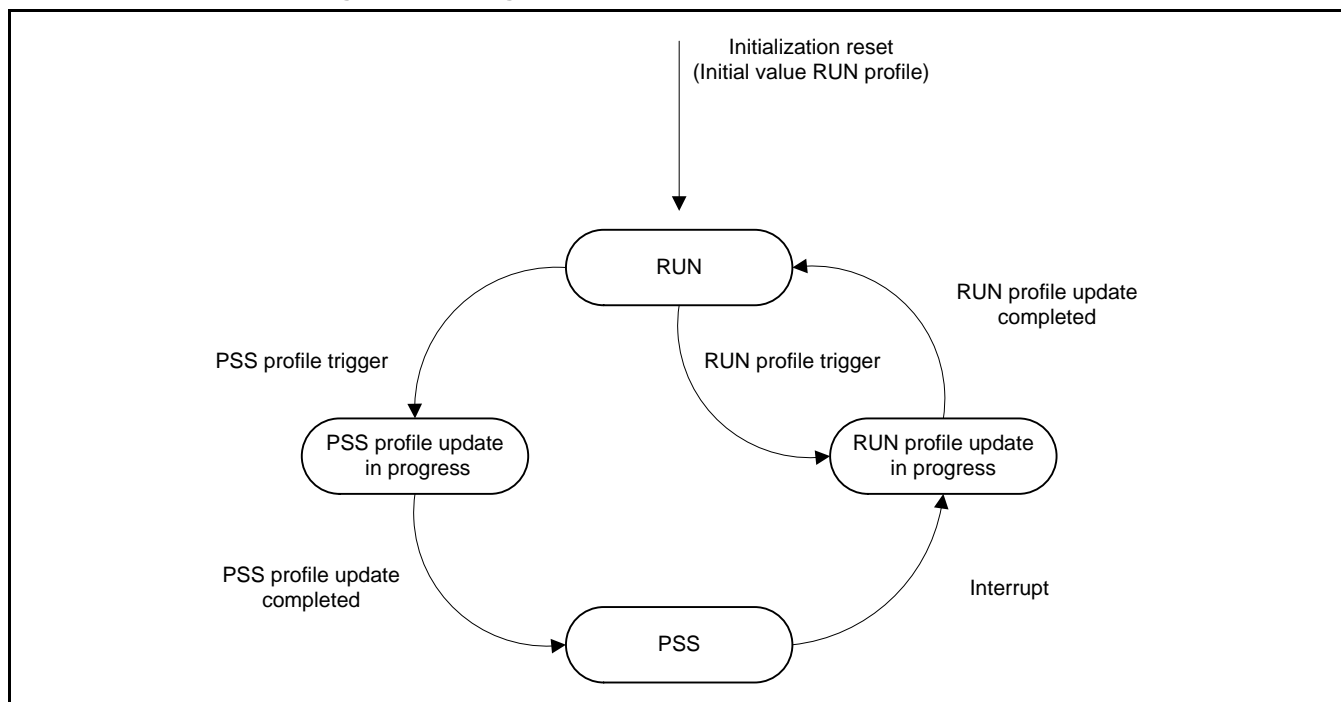 Initialization reset
(Initial value RUN profile)
RUN
RUN profile update
completed
PSS profile trigger
RUN profile trigger
PSS profile update
in progress
RUN profile update
in progress
PSS profile update
completed
Interrupt
PSS